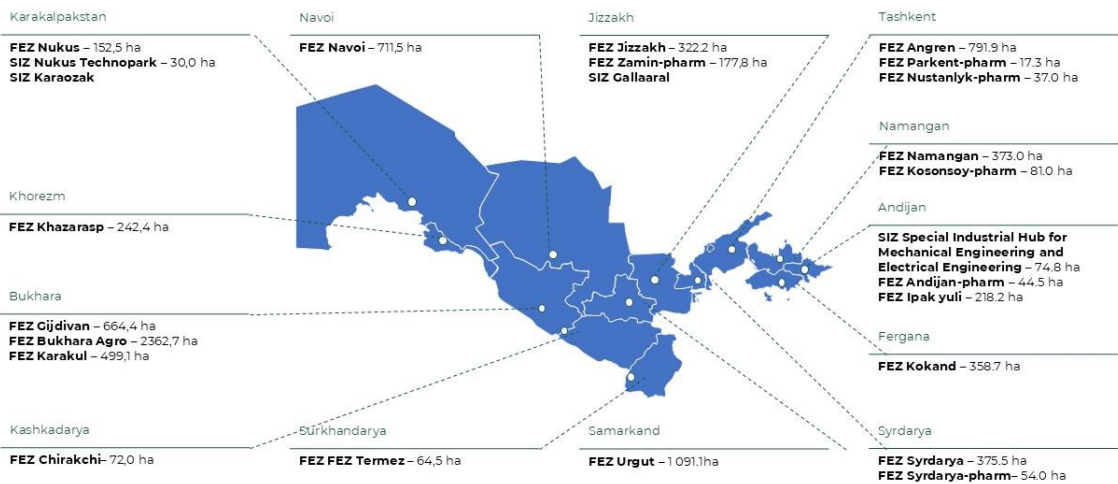 Karakalpakstan
FEZ Nukus – 152,5 ha
SIZ Nukus Technopark – 30,0 ha
SIZ Karaozak
Navoi
FEZ Navoi – 711,5 ha
Jizzakh
FEZ Jizzakh – 322.2 ha
FEZ Zamin-pharm – 177,8 ha
SIZ Gallaaral
Tashkent
FEZ Angren – 791.9 ha
FEZ Parkent-pharm – 17.3 ha
FEZ Nustanlyk-pharm – 37.0 ha
Namangan
FEZ Namangan – 373.0 ha
FEZ Kosonsoy-pharm – 81.0 ha
Khorezm
FEZ Khazarasp – 242,4 ha
Andijan
SIZ Special Industrial Hub for
Mechanical Engineering and
Electrical Engineering – 74.8 ha
FEZ Andijan-pharm – 44.5 ha
FEZ Ipak yuli – 218.2 ha
Bukhara
FEZ Gijdivan – 664,4 ha
FEZ Bukhara Agro – 2362,7 ha
FEZ Karakul – 499,1 ha
Fergana
FEZ Kokand – 358.7 ha
Kashkadarya
FEZ Chirakchi– 72,0 ha
Surkhandarya
FEZ FEZ Termez – 64,5 ha
Samarkand
FEZ Urgut – 1 091.1ha
Syrdarya
FEZ Syrdarya – 375.5 ha
FEZ Syrdarya-pharm– 54.0 ha